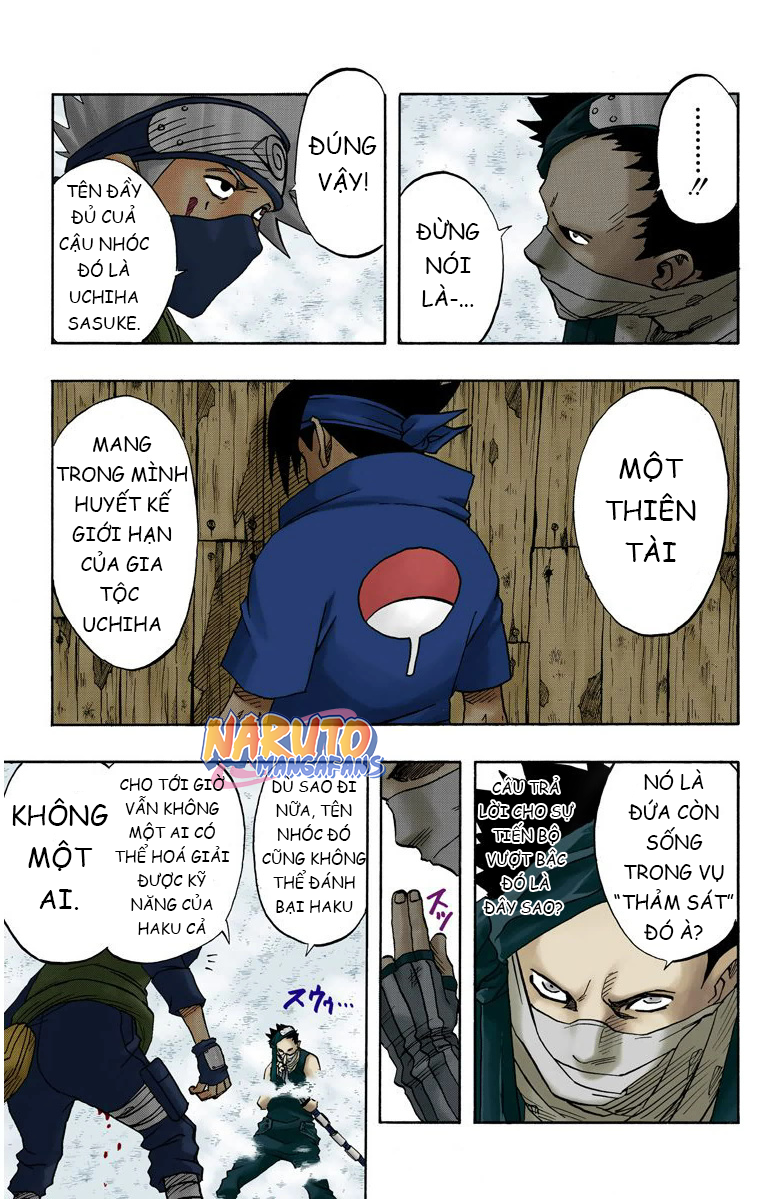 .......!!
ĐỪNG
NÓI
LÀ-...
ĐÚNG
VẬY!
TÊN ĐẦY
ĐỦ CUẢ
CẬU NHÓC
ĐÓ LÀ
UCHIHA
SASUKE.
MỘT
THIÊN
TÀI
MANG
TRONG MÌNH
HUYẾT KẾ
GIỚI HẠN
CỦA GIA
TỘC
UCHIHA
NARUTO
MANGAFANS
NÓ LÀ
ĐỨA CÒN
SỐNG
TRONG VỤ
“THẢM SÁT”
ĐÓ À?
CÂU TRẢ
LỜI CHO SỰ
TIẾN BỘ
VƯỢT BẬC
ĐÓ LÀ
ĐÂY SAO?
スッ
DÙ SAO ĐI
NỮA, TÊN
NHÓC ĐÓ
CŨNG KHÔNG
THỂ ĐÁNH
BẠI HAKU
CHO TỚI GIỜ
VẪN KHÔNG
MỘT AI CÓ
THỂ HOÁ GIẢI
ĐƯỢC KỸ
NĂNG CỦA
HAKU CẢ
KHÔNG
MỘT
AI.
スウゥ…